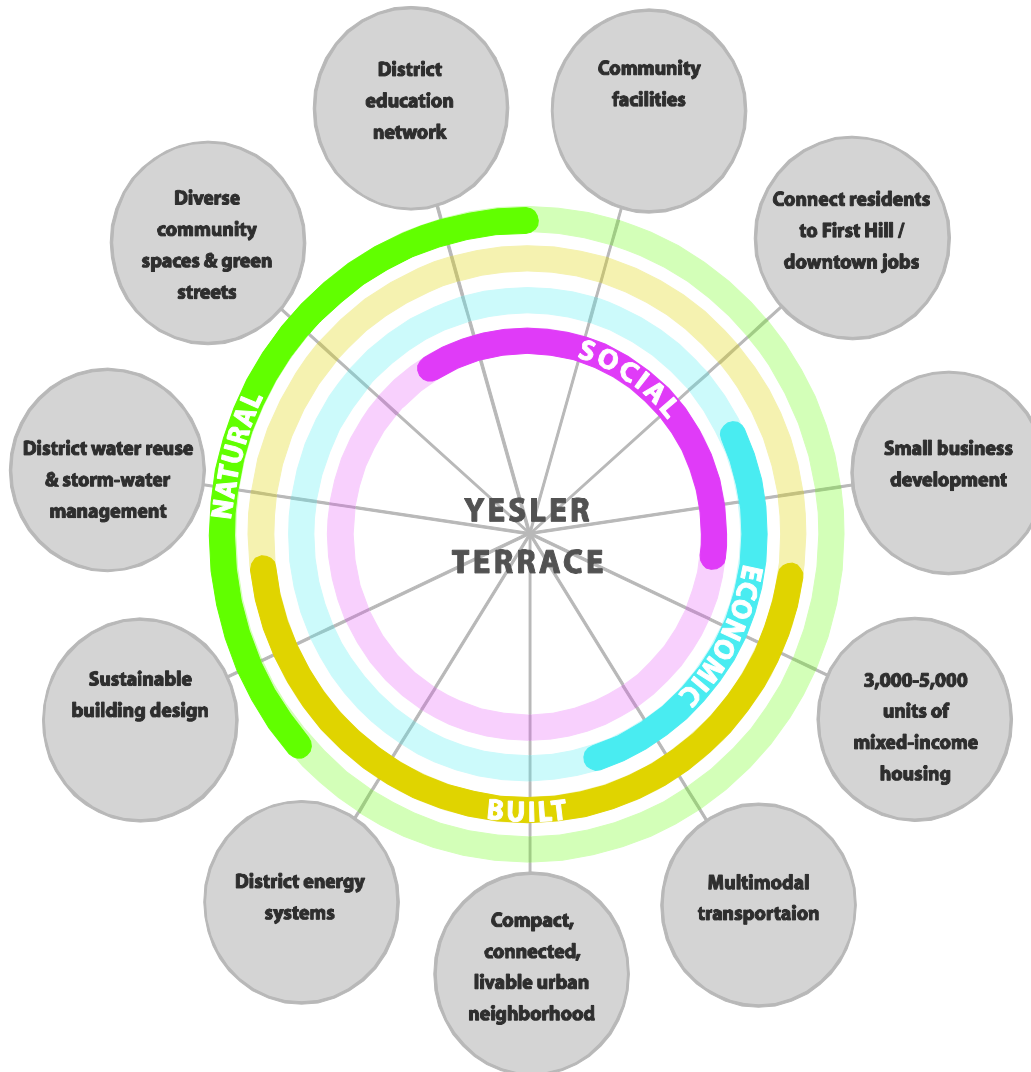 District
education
network
Community
facilities
Diverse
community
spaces & green
streets
Connect residents
to First Hill /
downtown jobs
SOCIAL
NATURAL
District water reuse
& storm-water
management
Small business
development
YESLER
TERRACE
ECONOMIC
Sustainable
building design
3,000-5,000
units of
mixed-income
housing
BUILT
District energy
systems
Multimodal
transportaion
Compact,
connected,
livable urban
neighborhood